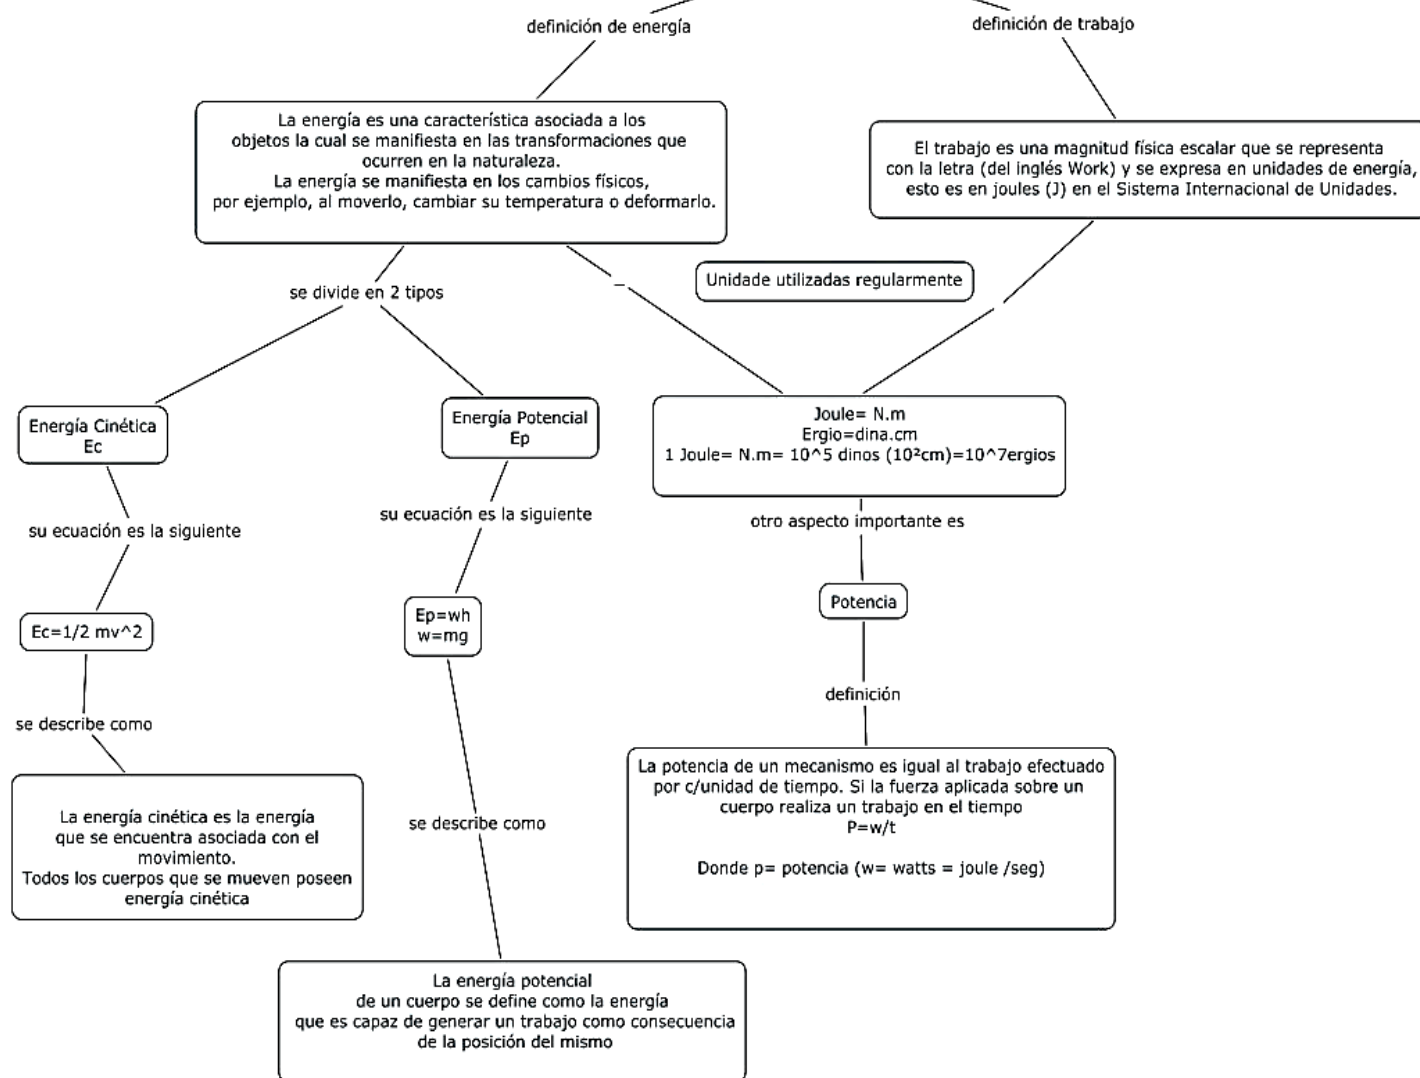 definición de energía
definición de trabajo
La energía es una característica asociada a los
objetos la cual se manifiesta en las transformaciones que
ocurren en la naturaleza.
La energía se manifiesta en los cambios físicos,
por ejemplo, al moverlo, cambiar su temperatura o deformarlo.
El trabajo es una magnitud física escalar que se representa
con la letra (del inglés Work) y se expresa en unidades de energía,
esto es en joules (J) en el Sistema Internacional de Unidades.
Unidade utilizadas regularmente
se divide en 2 tipos
Energía Cinética
Ec
Energía Potencial
Ep
Joule= N.m
Ergio=dina.cm
1 Joule= N.m= 10^5 dinos (10²cm)=10^7ergios
su ecuación es la siguiente
su ecuación es la siguiente
otro aspecto importante es
Ec=1/2 mv^2
Ep=wh
w=mg
Potencia
se describe como
definición
La energía cinética es la energía
que se encuentra asociada con el
movimiento.
Todos los cuerpos que se mueven poseen
energía cinética
se describe como
La potencia de un mecanismo es igual al trabajo efectuado
por c/unidad de tiempo. Si la fuerza aplicada sobre un
cuerpo realiza un trabajo en el tiempo
P=w/t
Donde p= potencia (w= watts = joule /seg)
La energía potencial
de un cuerpo se define como la energía
que es capaz de generar un trabajo como consecuencia
de la posición del mismo